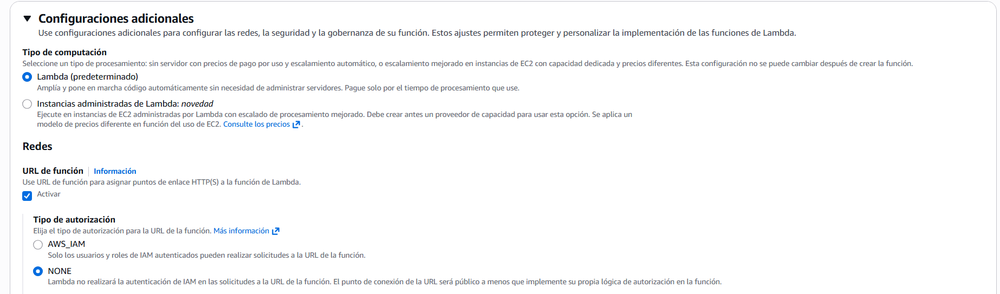 Configuraciones adicionales
Use configuraciones adicionales para configurar las redes, la seguridad y la gobernanza de su función. Estos ajustes permiten proteger y personalizar la implementación de las funciones de Lambda.
Tipo de computación
Seleccione un tipo de procesamiento: sin servidor con precios de pago por uso y escalamiento automático, o escalamiento mejorado en instancias de EC2 con capacidad dedicada y precios diferentes. Esta configuración no se puede cambiar después de crear la función.
Lambda (predeterminado)
Amplía y pone en marcha código automáticamente sin necesidad de administrar servidores. Pague solo por el tiempo de procesamiento que use.
Instancias administradas de Lambda: novedad
Ejecute en instancias de EC2 administradas por Lambda con escalado de procesamiento mejorado. Debe crear antes un proveedor de capacidad para usar esta opción. Se aplica un
modelo de precios diferente en función del uso de EC2. Consulte los precios.
Redes
URL de función Información
Use URL de función para asignar puntos de enlace HTTP(S) a la función de Lambda.
Activar
Tipo de autorización
Elija el tipo de autorización para la URL de la función. Más información
AWS_IAM
Solo los usuarios y roles de IAM autenticados pueden realizar solicitudes a la URL de la función.
NONE
Lambda no realizará la autenticación de IAM en las solicitudes a la URL de la función. El punto de conexión de la URL será público a menos que implemente su propia lógica de autorización en la función.